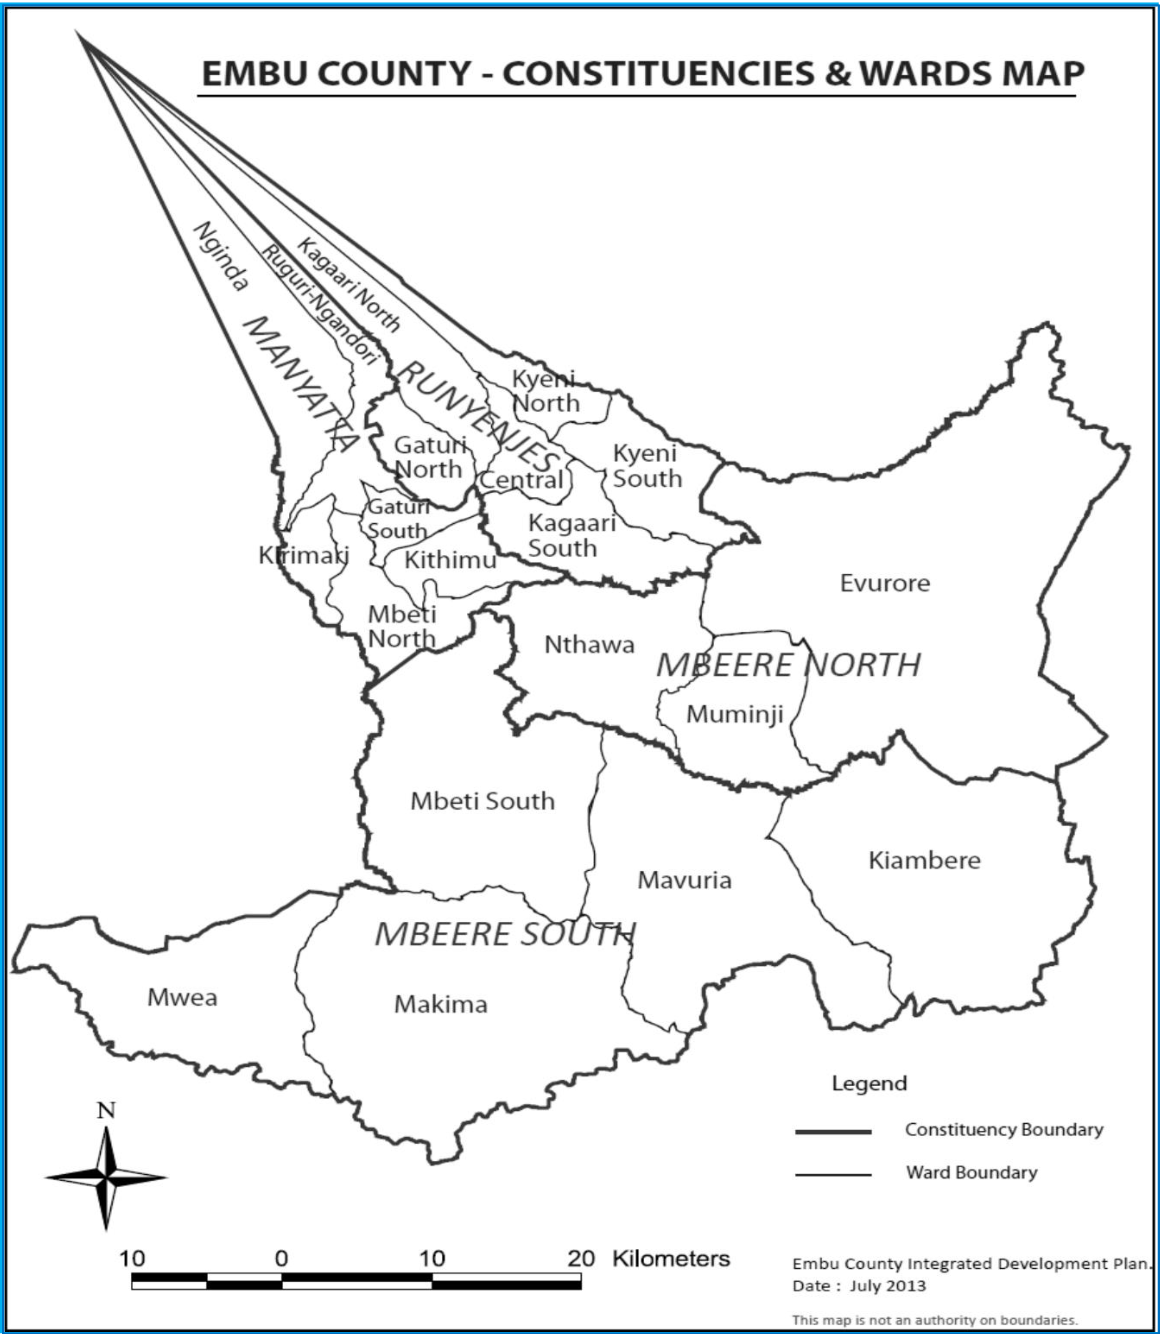 EMBU COUNTY - CONSTITUENCIES & WARDS MAP
Nginda
Ruguri-Ngandori
Kagaari North
MANYATTA
RUNYENJES
Kyeni
North
Gaturi
North
Central
Kyeni
South
Gaturi
South
Kagaari
South
Kirimari
Kithimu
Evurore
Mbeti
North
Nthawa
MBEERE NORTH
Muminji
Mbeti South
Kiambere
Mavuria
MBEERE SOUTH
Mwea
Makima
Legend
Constituency Boundary
Ward Boundary
N
10 0 10 20 Kilometers
Embu County Integrated Development Plan.
Date : July 2013
This map is not an authority on boundaries.